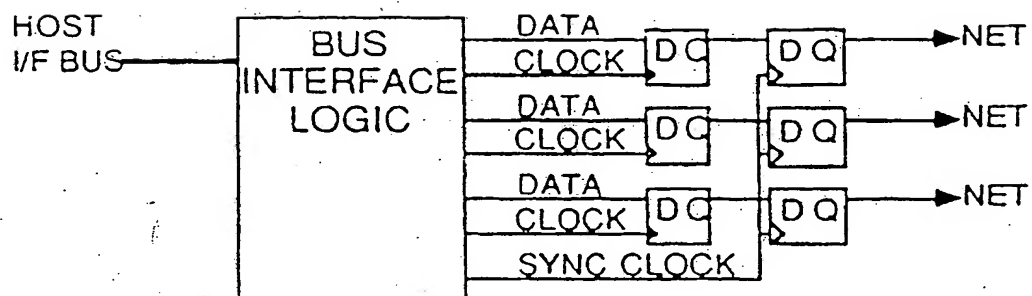 HOST
I/F BUS
BUS
INTERFACE
LOGIC
DATA
CLOCK
D Q
D Q
NET
DATA
CLOCK
D Q
D Q
NET
DATA
CLOCK
D Q
D Q
NET
SYNC CLOCK